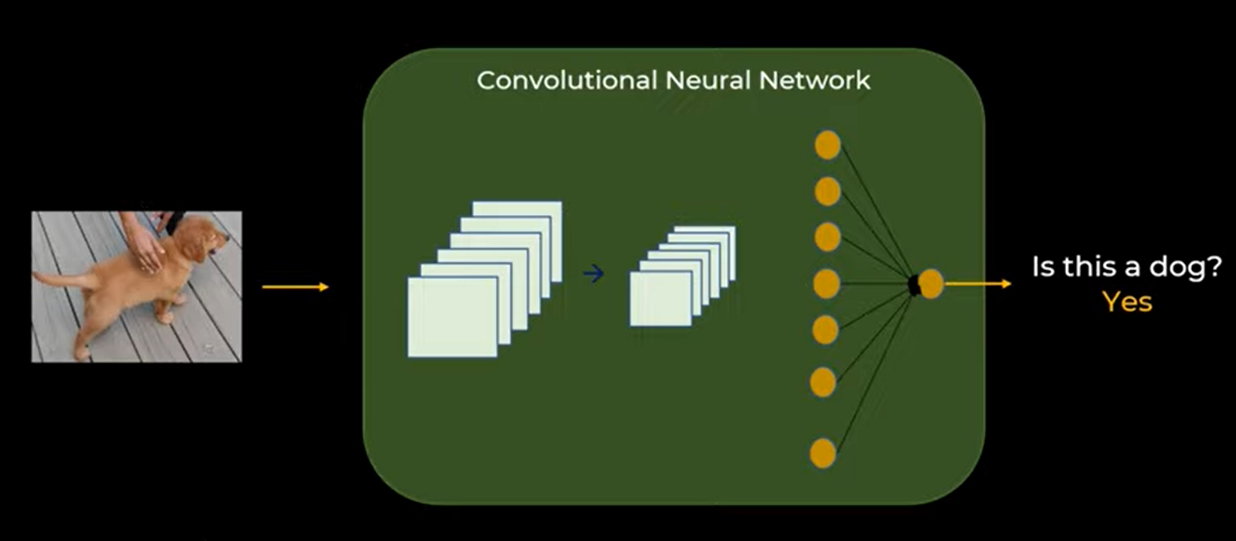 Convolutional Neural Network
Is this a dog?
Yes